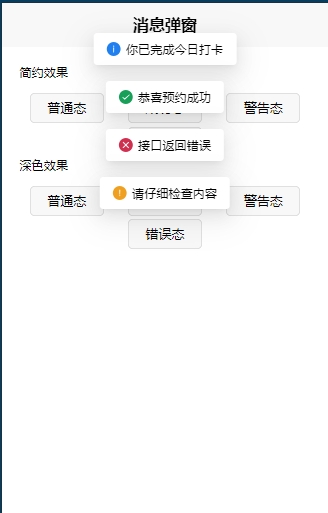 消息弹窗
你已完成今日打卡
简约效果
恭喜预约成功
普通态
警告态
接口返回错误
深色效果
请仔细检查内容
普通态
警告态
错误态